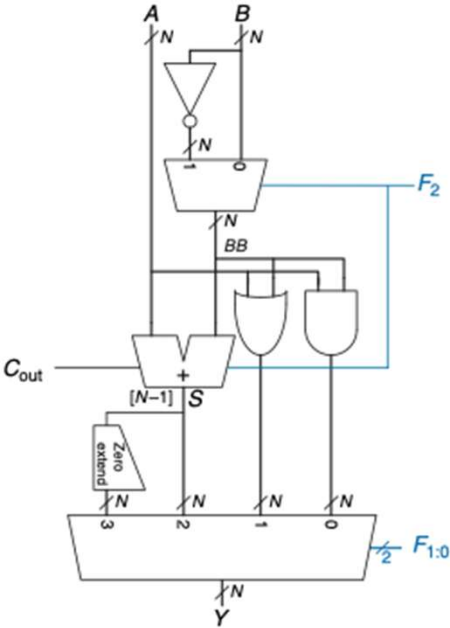 A B
N N
N
1 0
F2
N
BB
Cout
+
[N–1] S
Zero
extend
N N N N
3 2 1 0
2 F1:0
N
Y